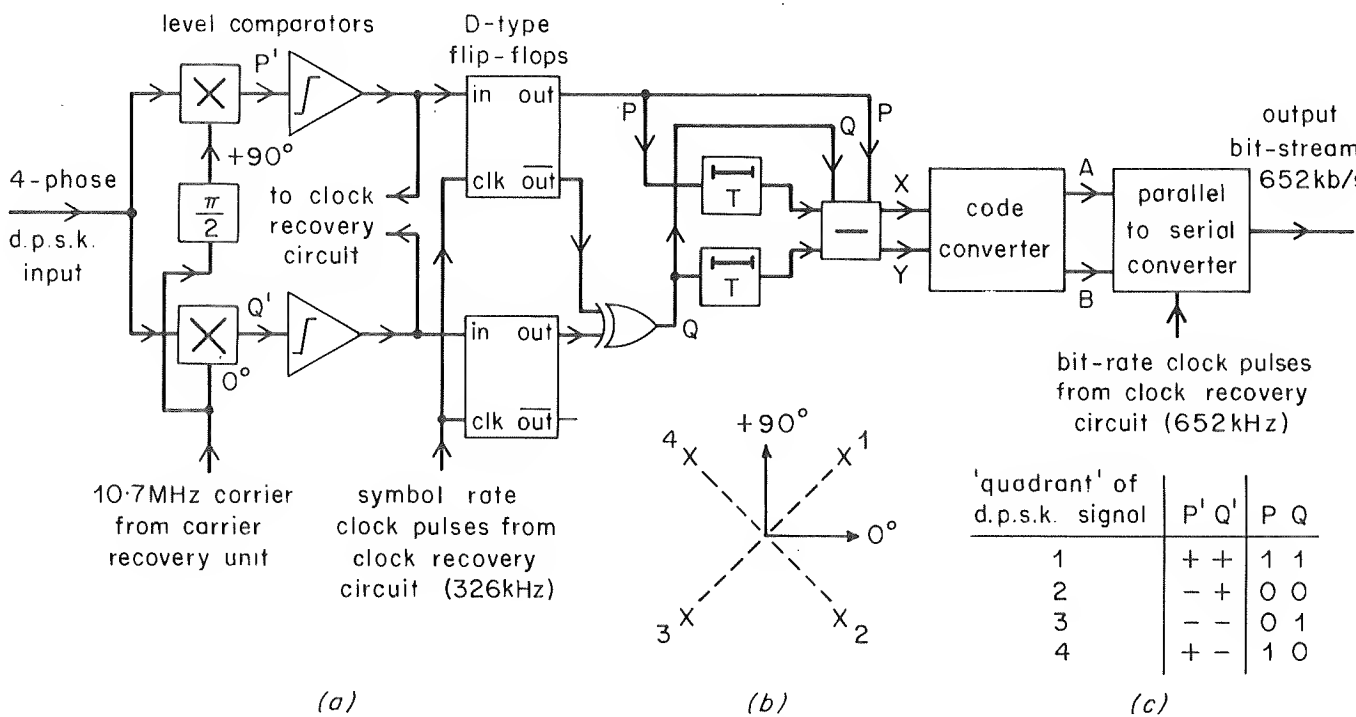 level comparators
D-type
flip-flops
P'
in out
clk out
+90°
π/2
4-phase
d.p.s.k.
input
to clock
recovery
circuit
Q'
0°
in out
clk out
P
Q
P
T
T
Q
X
Y
code
converter
A
B
parallel
to serial
converter
output
bit-stream
652kb/s
10·7MHz carrier
from carrier
recovery unit
symbol rate
clock pulses from
clock recovery
circuit (326kHz)
bit-rate clock pulses
from clock recovery
circuit (652kHz)
+90°
4 1
0°
3 2
'quadrant' of
d.p.s.k. signal P' Q' P Q
1 + + 1 1
2 - + 0 0
3 - - 0 1
4 + - 1 0
(a) (b) (c)